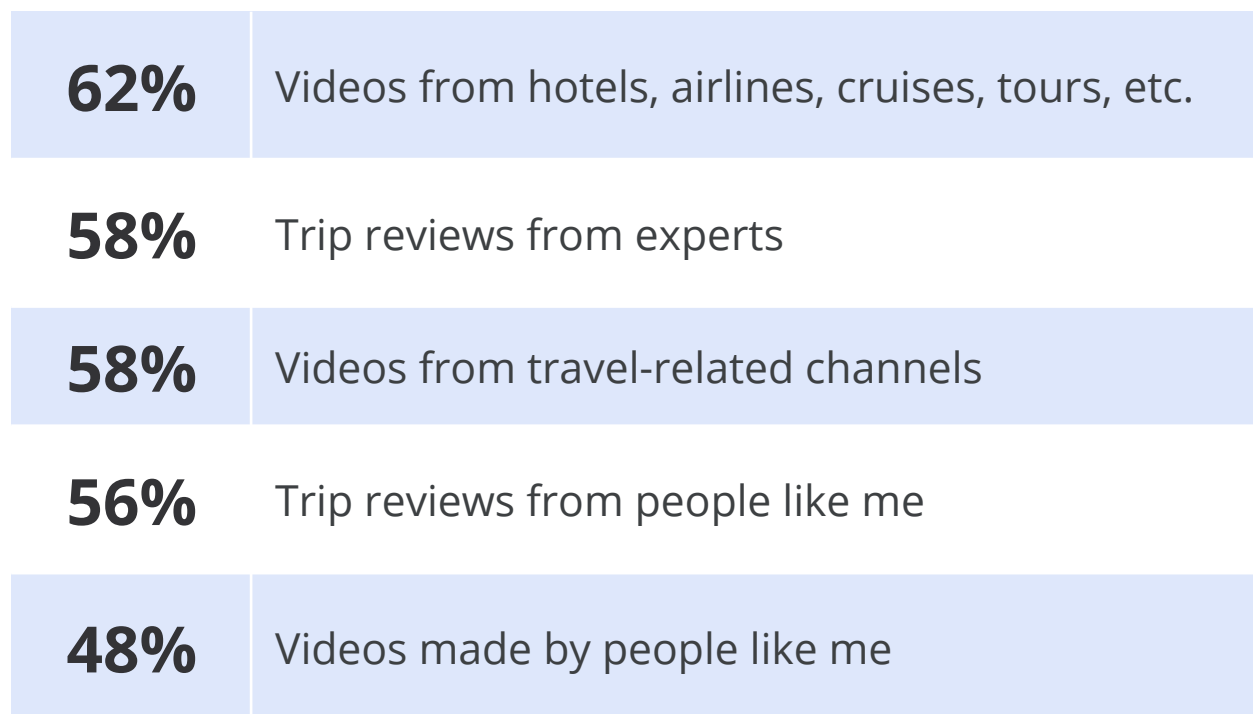 62% Videos from hotels, airlines, cruises, tours, etc.
58% Trip reviews from experts
58% Videos from travel-related channels
56% Trip reviews from people like me
48% Videos made by people like me